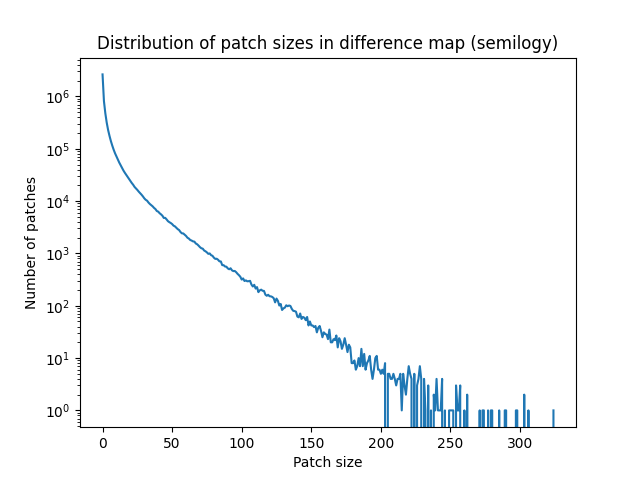 Distribution of patch sizes in difference map (semilogy)
Number of patches
10^6
10^5
10^4
10^3
10^2
10^1
10^0
0 50 100 150 200 250 300
Patch size